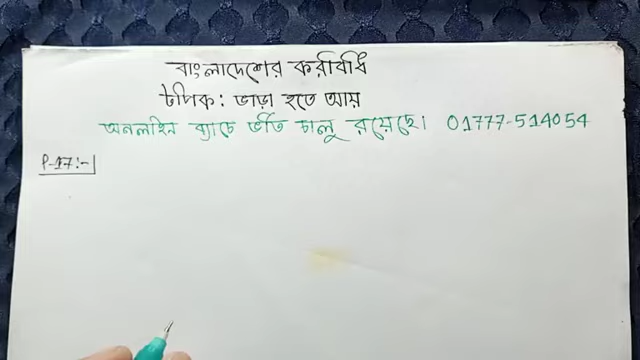 বাংলাদেশের করবিধি
টপিক: ভাড়া হতে আয়
অনলাইন ব্যাচে ভর্তি চালু রয়েছে। 01777-514054
P-17:-